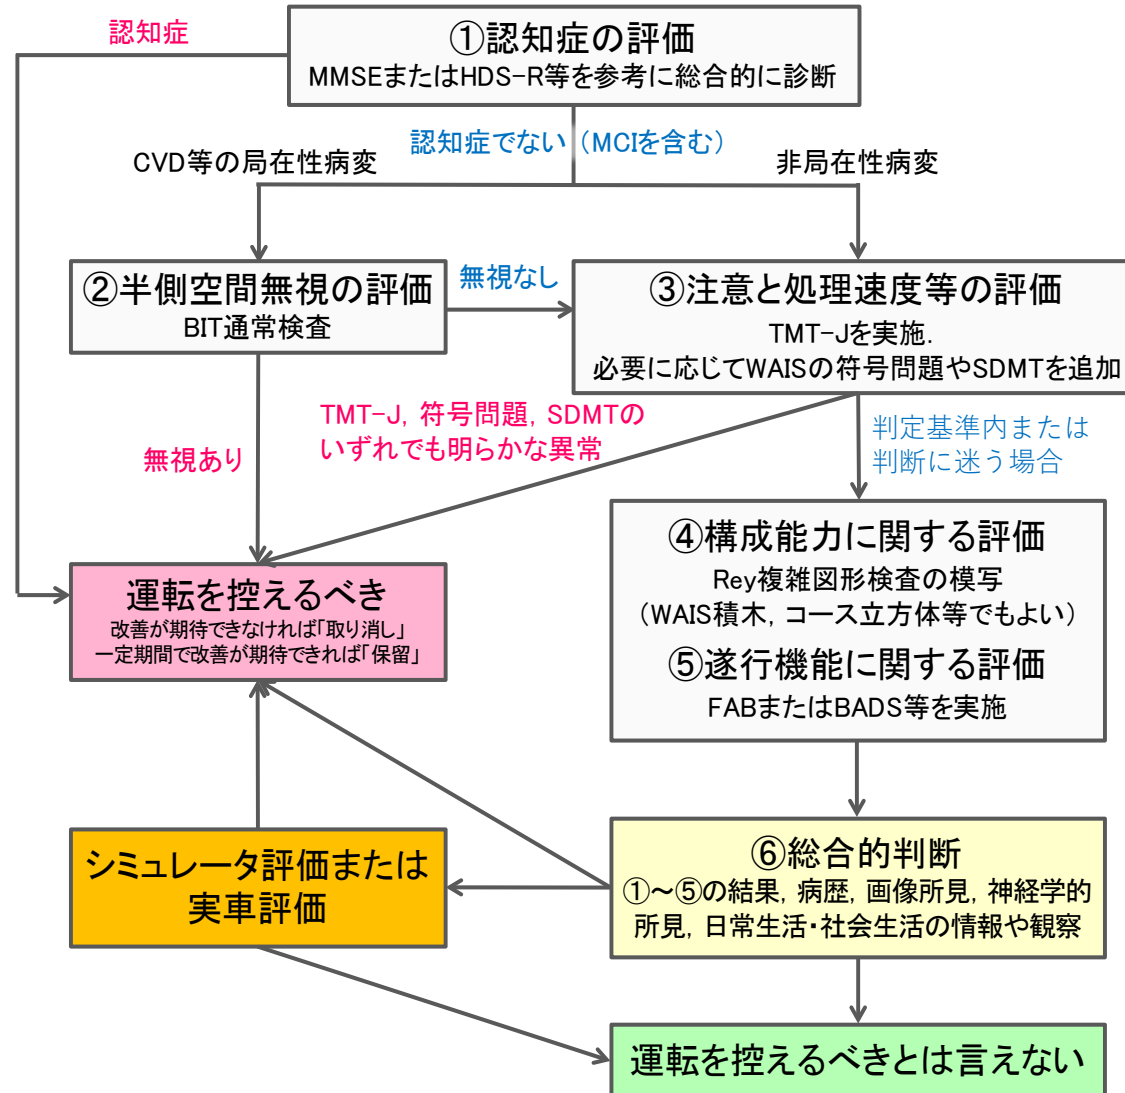 認知症
①認知症の評価
MMSEまたはHDS-R等を参考に総合的に診断
認知症でない（MCIを含む）
CVD等の局在性病変
非局在性病変
②半側空間無視の評価
BIT通常検査
無視なし
③注意と処理速度等の評価
TMT-Jを実施.
必要に応じてWAISの符号問題やSDMTを追加
無視あり
TMT-J, 符号問題, SDMTの
いずれでも明らかな異常
判定基準内または
判断に迷う場合
④構成能力に関する評価
Rey複雑図形検査の模写
（WAIS積木, コース立方体等でもよい）
⑤遂行機能に関する評価
FABまたはBADS等を実施
運転を控えるべき
改善が期待できなければ「取り消し」
一定期間で改善が期待できれば「保留」
シミュレータ評価または
実車評価
⑥総合的判断
①～⑤の結果, 病歴, 画像所見, 神経学的
所見, 日常生活・社会生活の情報や観察
運転を控えるべきとは言えない